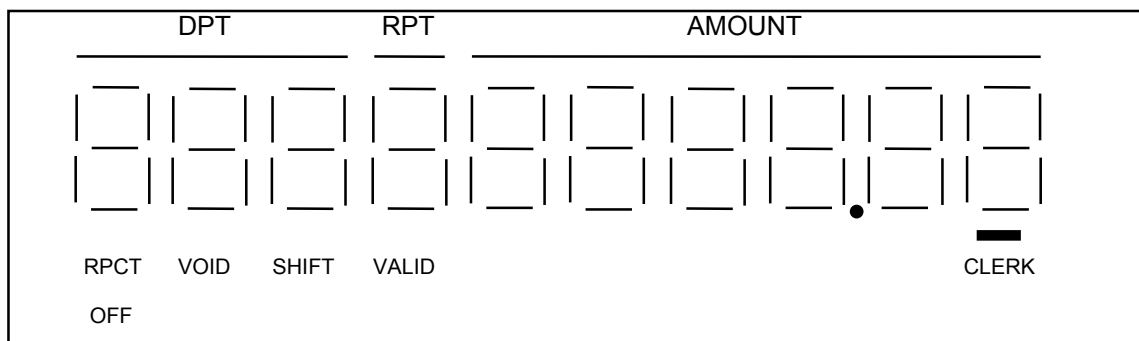 DPT RPT AMOUNT
RPCT VOID SHIFT VALID CLERK
OFF